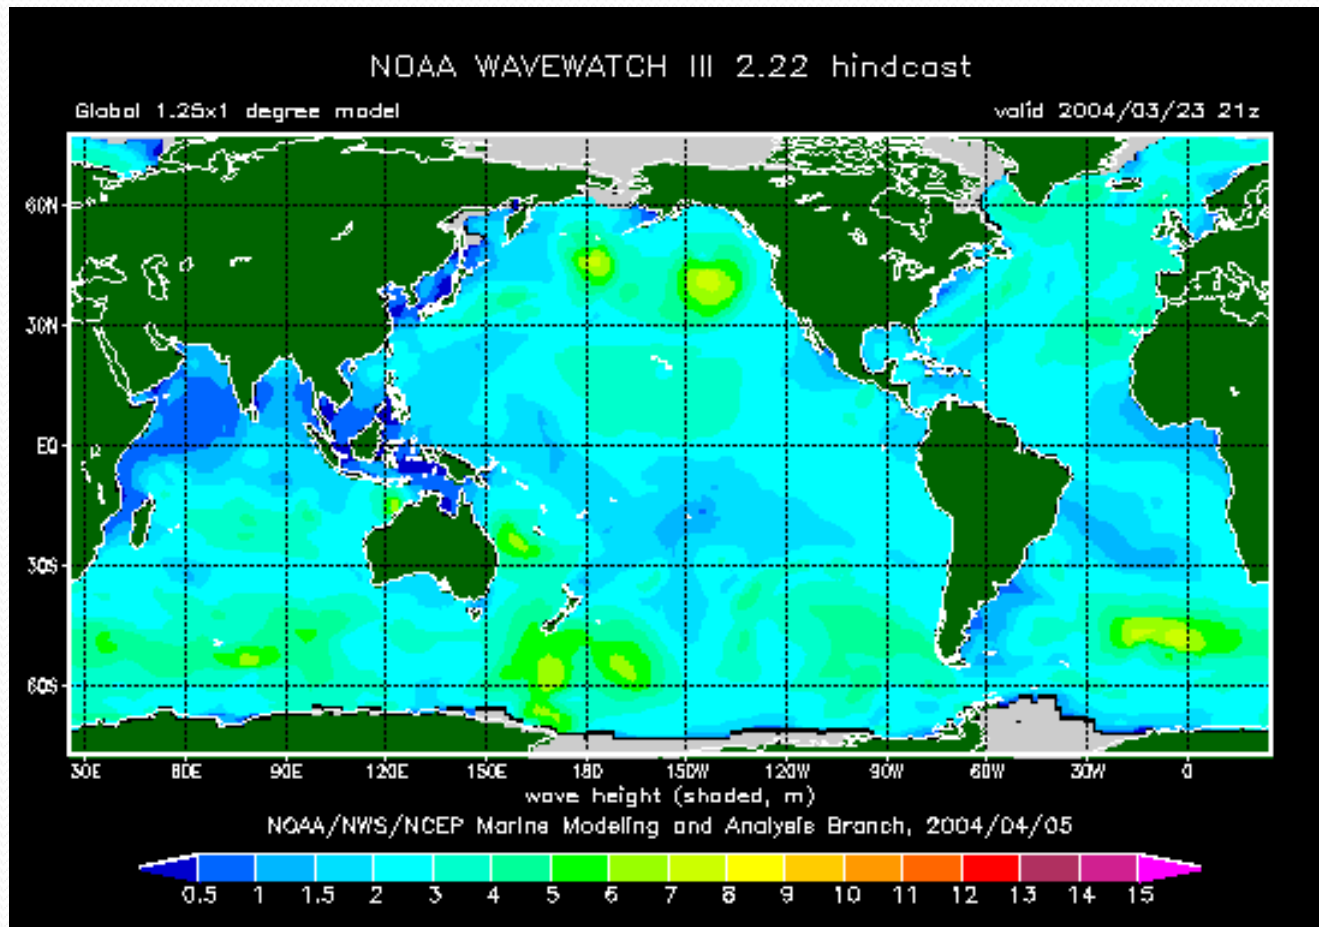 NOAA WAVEWATCH III 2.22 hindcast
Global 1.25x1 degree model valid 2004/03/23 21z
60N
30N
EQ
30S
60S
30E 60E 90E 120E 150E 180 150W 120W 90W 60W 30W 0
wave height (shaded, m)
NOAA/NWS/NCEP Marine Modeling and Analysis Branch, 2004/04/05
0.5 1 1.5 2 3 4 5 6 7 8 9 10 11 12 13 14 15